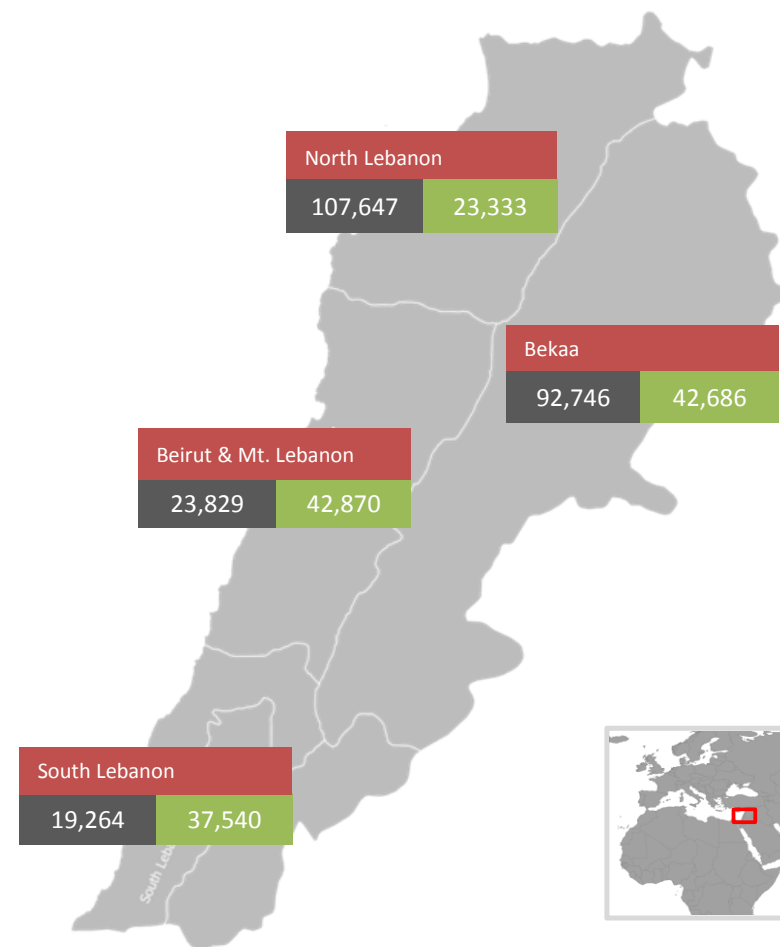 North Lebanon
107,647 23,333
Bekaa
92,746 42,686
Beirut & Mt. Lebanon
23,829 42,870
South Lebanon
19,264 37,540
South